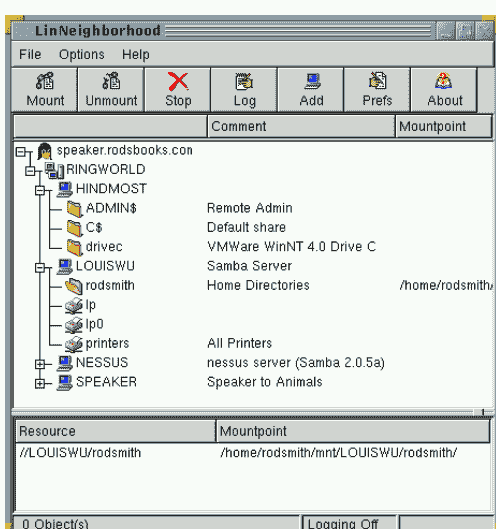 LinNeighborhood
File Options Help
Mount Unmount Stop Log Add Prefs About
Comment Mountpoint
speaker.rodsbooks.con
RINGWORLD
HINDMOST
ADMIN$ Remote Admin
C$ Default share
drivec VMWare WinNT 4.0 Drive C
LOUISWU Samba Server
rodsmith Home Directories /home/rodsmith/
lp
lp0
printers All Printers
NESSUS nessus server (Samba 2.0.5a)
SPEAKER Speaker to Animals
Resource Mountpoint
//LOUISWU/rodsmith /home/rodsmith/mnt/LOUISWU/rodsmith/
0 Object(s) Logging Off